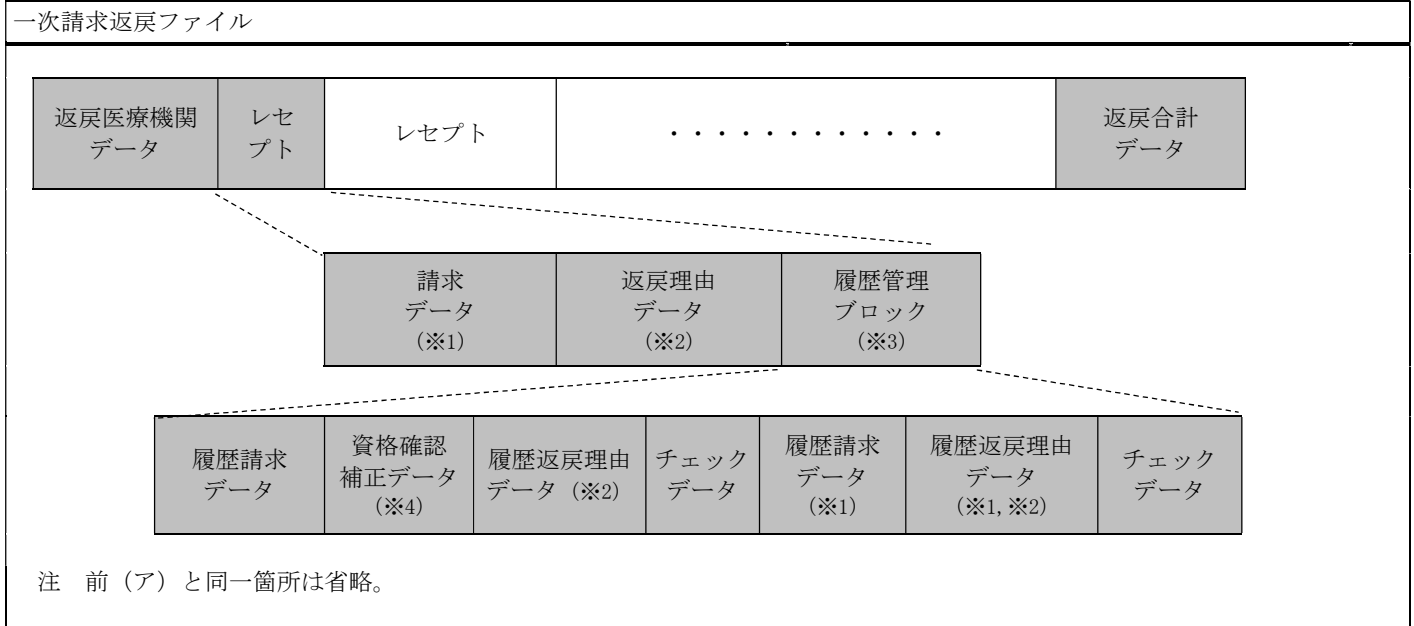 一次請求返戻ファイル
返戻医療機関
データ
レセ
プト
レセプト
・・・・・・・・・・・・
返戻合計
データ
請求
データ
(※1)
返戻理由
データ
(※2)
履歴管理
ブロック
(※3)
履歴請求
データ
資格確認
補正データ
(※4)
履歴返戻理由
データ（※2）
チェック
データ
履歴請求
データ
(※1)
履歴返戻理由
データ
(※1,※2)
チェック
データ
注　前（ア）と同一箇所は省略。